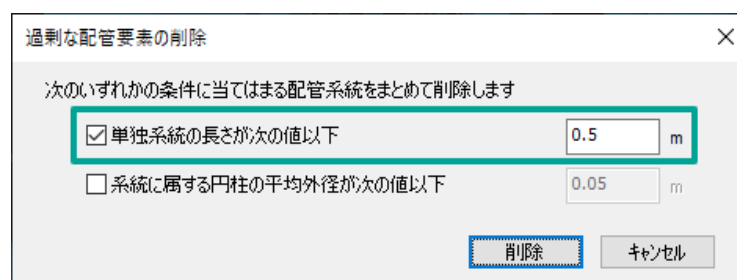 過剰な配管要素の削除
次のいずれかの条件に当てはまる配管系統をまとめて削除します
単独系統の長さが次の値以下 0.5 m
系統に属する円柱の平均外径が次の値以下 0.05 m
削除 キャンセル